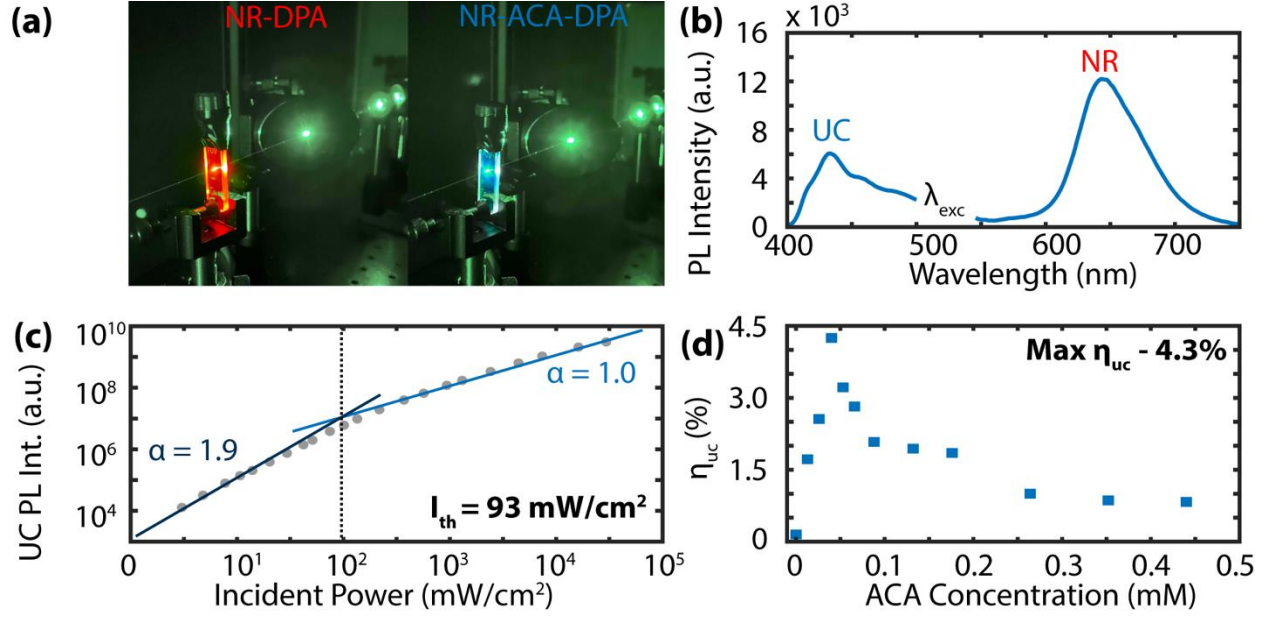 (a)
NR-DPA
NR-ACA-DPA
(b)
x 10³
16
12
8
4
0
PL Intensity (a.u.)
UC
λexc
NR
400
500
600
700
Wavelength (nm)
(c)
10¹⁰
10⁸
10⁶
10⁴
UC PL Int. (a.u.)
α = 1.9
α = 1.0
Ith = 93 mW/cm²
0
10¹
10²
10³
10⁴
10⁵
Incident Power (mW/cm²)
(d)
4.5
3.0
1.5
0
ηuc (%)
Max ηuc - 4.3%
0
0.1
0.2
0.3
0.4
0.5
ACA Concentration (mM)